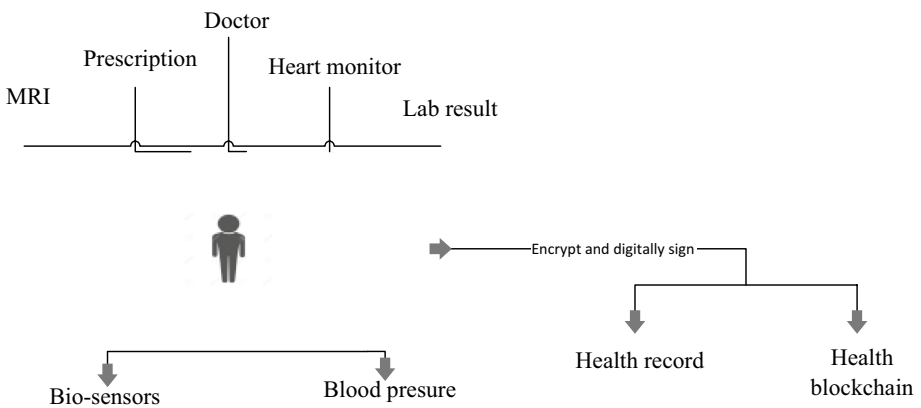 Doctor
Prescription
Heart monitor
MRI
Lab result
Encrypt and digitally sign
Health record
Health
blockchain
Bio-sensors
Blood presure